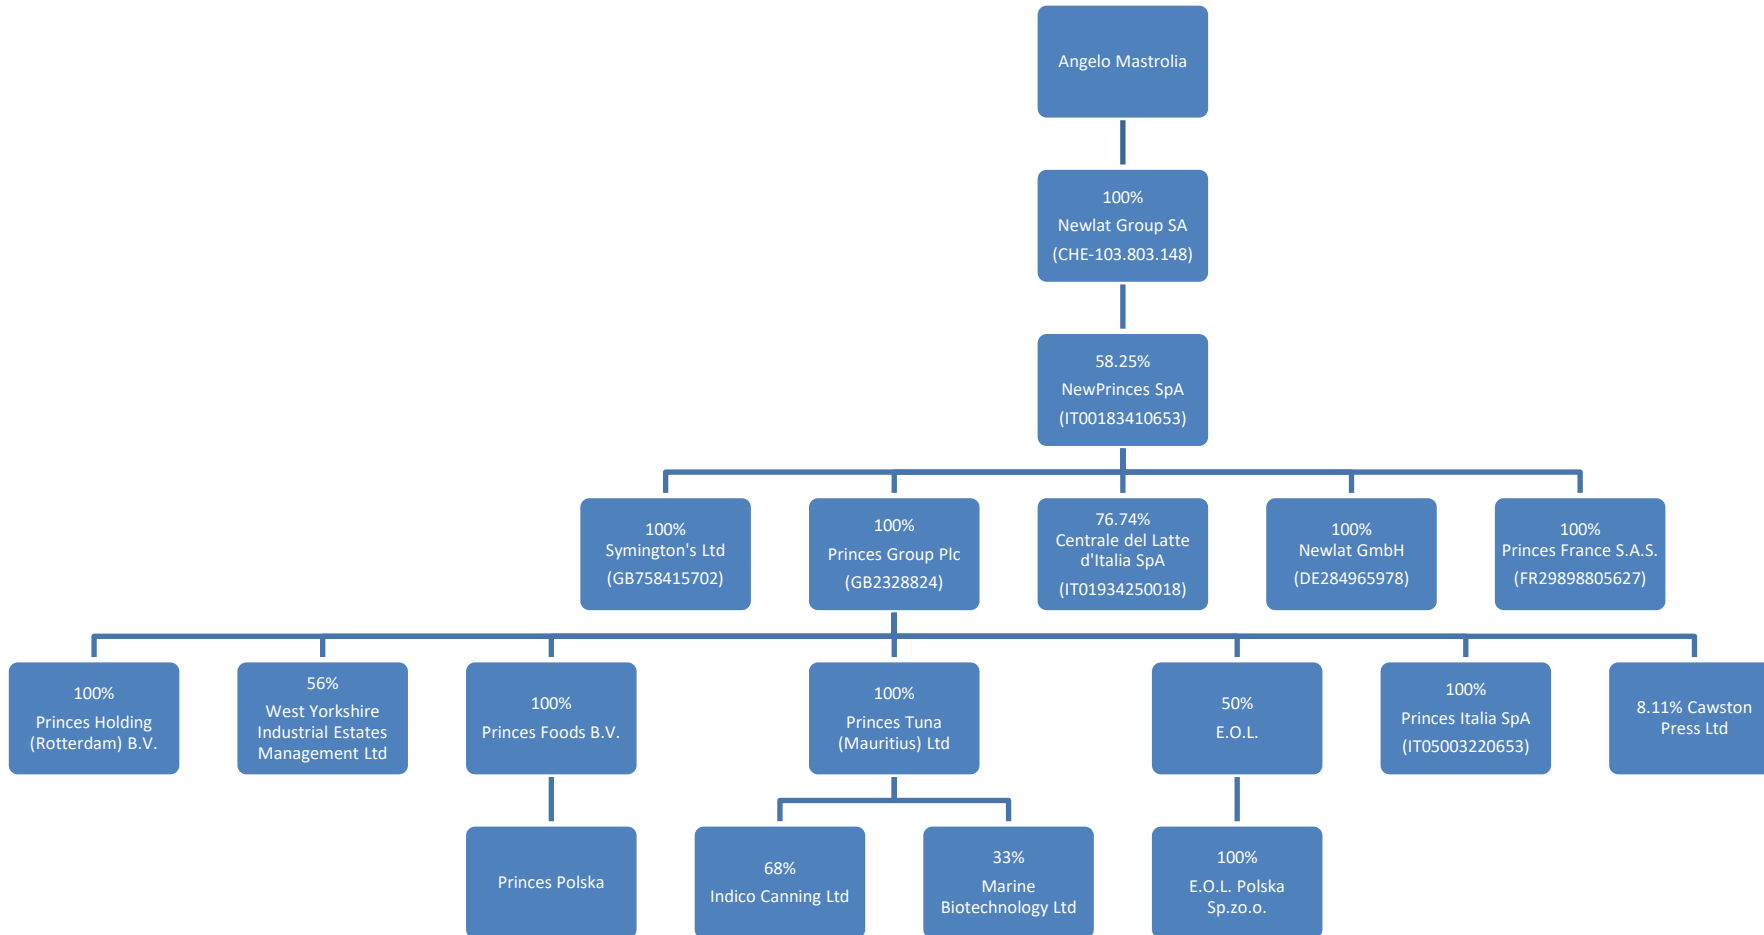 Angelo Mastrolia
100%
Newlat Group SA
(CHE-103.803.148)
58.25%
NewPrinces SpA
(IT00183410653)
100%
Symington's Ltd
(GB758415702)
100%
Princes Group Plc
(GB2328824)
76.74%
Centrale del Latte
d'Italia SpA
(IT01934250018)
100%
Newlat GmbH
(DE284965978)
100%
Princes France S.A.S.
(FR29898805627)
100%
Princes Holding
(Rotterdam) B.V.
56%
West Yorkshire
Industrial Estates
Management Ltd
100%
Princes Foods B.V.
100%
Princes Tuna
(Mauritius) Ltd
50%
E.O.L.
100%
Princes Italia SpA
(IT05003220653)
8.11% Cawston
Press Ltd
Princes Polska
68%
Indico Canning Ltd
33%
Marine
Biotechnology Ltd
100%
E.O.L. Polska
Sp.zo.o.